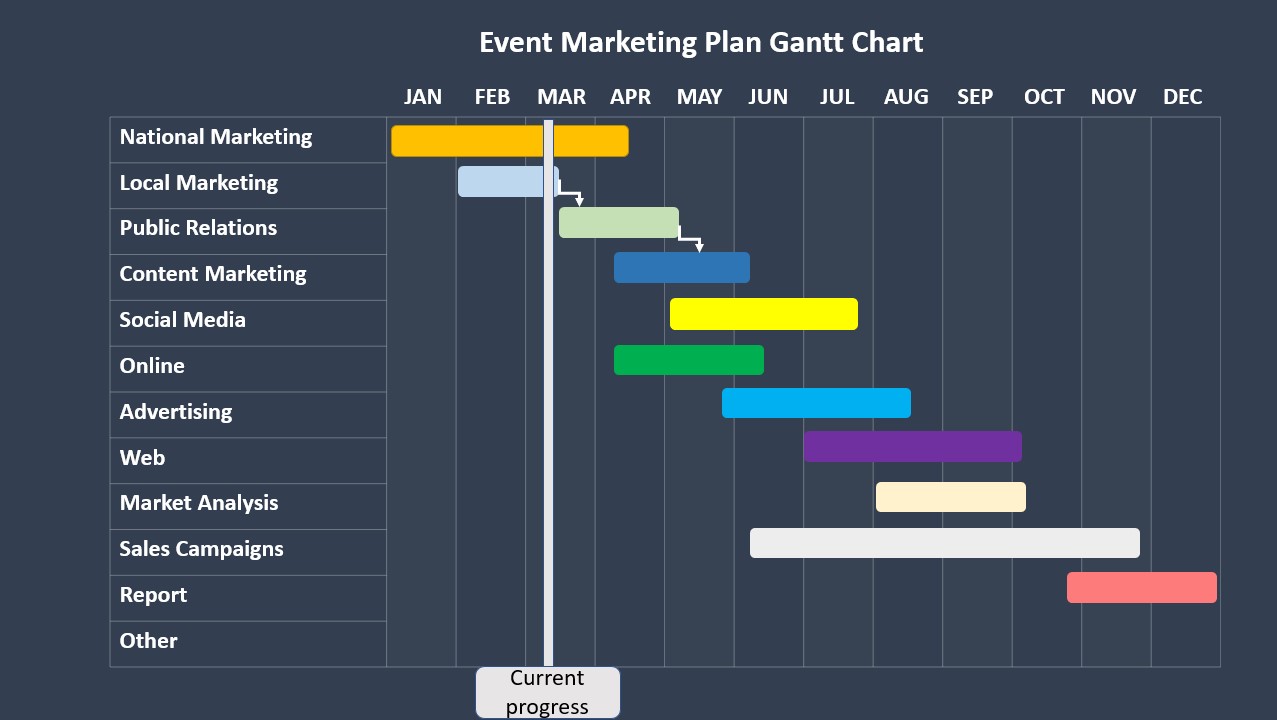 Event Marketing Plan Gantt Chart
JAN FEB MAR APR MAY JUN JUL AUG SEP OCT NOV DEC
National Marketing
Local Marketing
Public Relations
Content Marketing
Social Media
Online
Advertising
Web
Market Analysis
Sales Campaigns
Report
Other
Current
progress